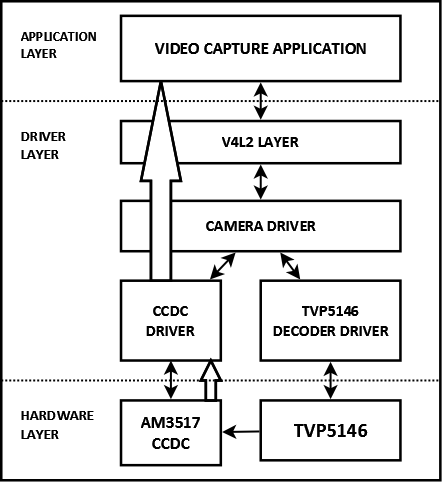 APPLICATION
LAYER
VIDEO CAPTURE APPLICATION
DRIVER
LAYER
V4L2 LAYER
CAMERA DRIVER
CCDC
DRIVER
TVP5146
DECODER DRIVER
HARDWARE
LAYER
AM3517
CCDC
TVP5146